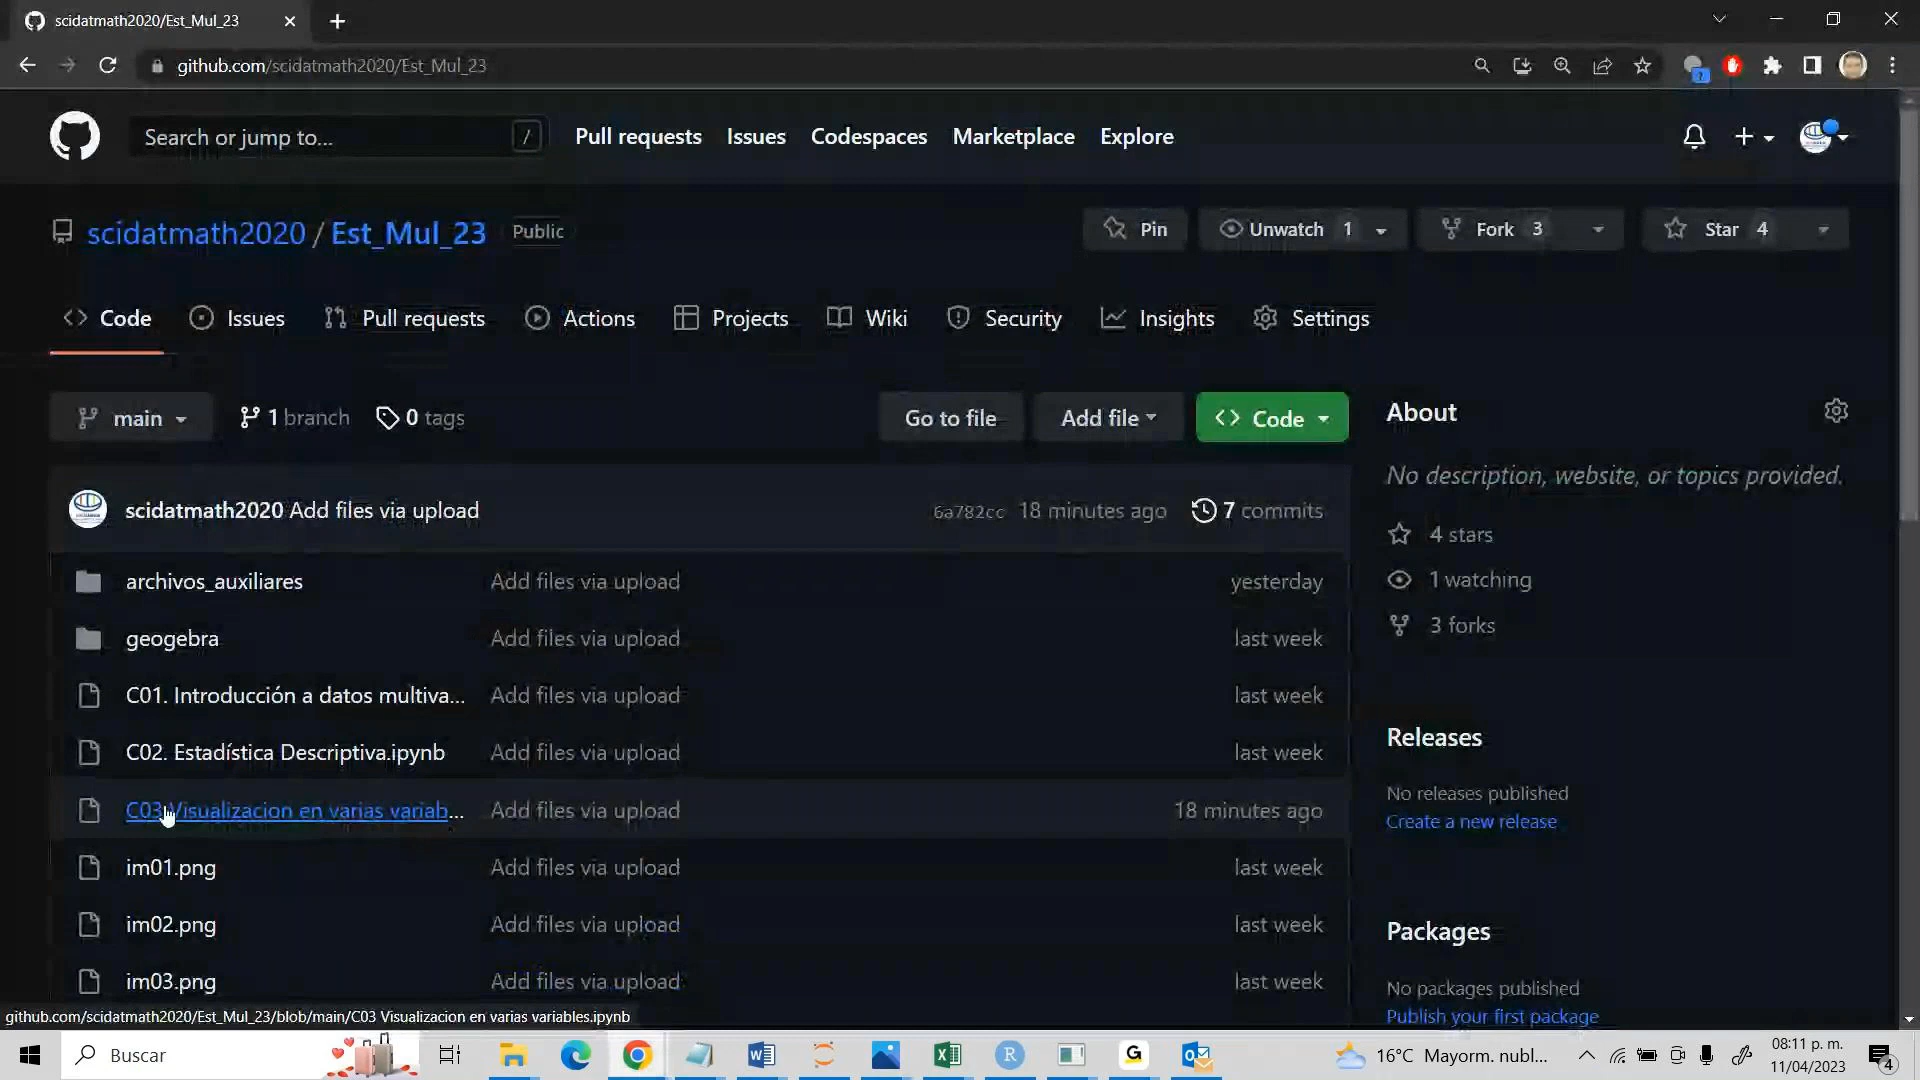 scidatmath2020/Est_Mul_23
github.com/scidatmath2020/Est_Mul_23
Search or jump to...
/
Pull requests
Issues
Codespaces
Marketplace
Explore
scidatmath2020 / Est_Mul_23
Public
Pin
Unwatch 1
Fork 3
Star 4
Code
Issues
Pull requests
Actions
Projects
Wiki
Security
Insights
Settings
main
1 branch
0 tags
Go to file
Add file
Code
About
No description, website, or topics provided.
scidatmath2020 Add files via upload
6a782cc 18 minutes ago
7 commits
4 stars
archivos_auxiliares Add files via upload yesterday
1 watching
geogebra Add files via upload last week
3 forks
C01. Introducción a datos multiva... Add files via upload last week
Releases
C02. Estadística Descriptiva.ipynb Add files via upload last week
No releases published
C03 Visualizacion en varias variab... Add files via upload 18 minutes ago
Create a new release
im01.png Add files via upload last week
im02.png Add files via upload last week
Packages
im03.png Add files via upload last week
No packages published
Publish your first package
github.com/scidatmath2020/Est_Mul_23/blob/main/C03 Visualizacion en varias variables.ipynb
Buscar
16°C Mayorm. nubl...
08:11 p. m.
11/04/2023
4